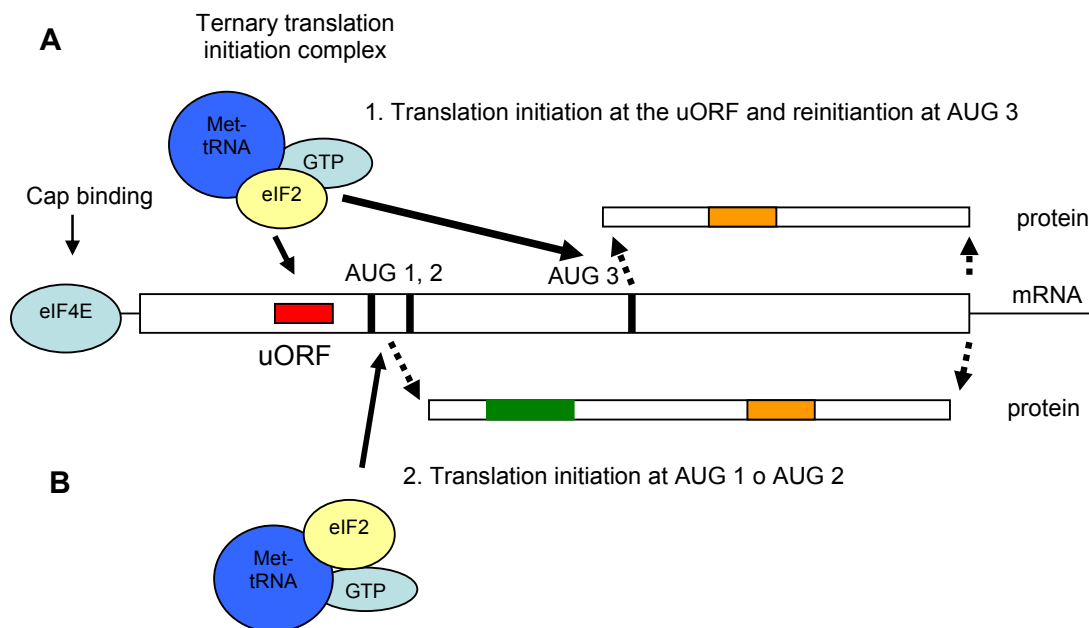 A
Ternary translation
initiation complex
1. Translation initiation at the uORF and reinitiantion at AUG 3
Met-
tRNA
GTP
eIF2
Cap binding
protein
AUG 1, 2
AUG 3
eIF4E
mRNA
uORF
protein
B
2. Translation initiation at AUG 1 o AUG 2
eIF2
Met-
tRNA
GTP